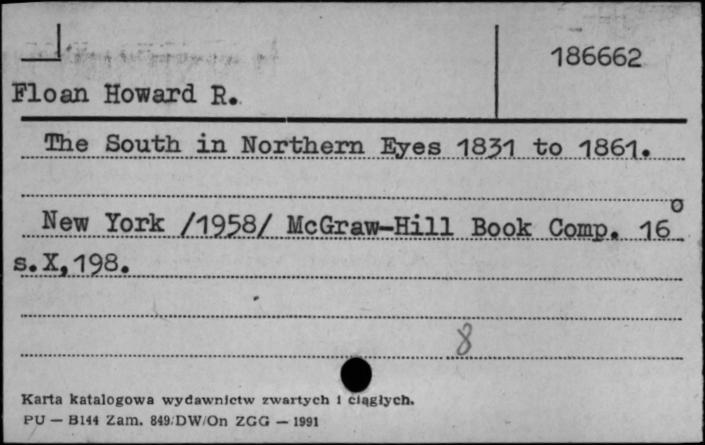 186662
Floan Howard R.
The South in Northern Eyes 1831 to 1861.
New York /1958/ McGraw-Hill Book Comp. 16°
s.X,198.
8
Karta katalogowa wydawnictw zwartych i ciągłych.
PU — B144 Zam. 849/DW/On ZGG — 1991